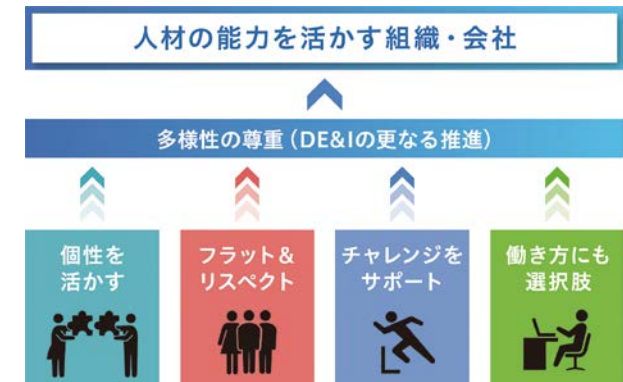 人材の能力を活かす組織・会社
多様性の尊重（DE&Iの更なる推進）
個性を
活かす
フラット＆
リスペクト
チャレンジを
サポート
働き方にも
選択肢